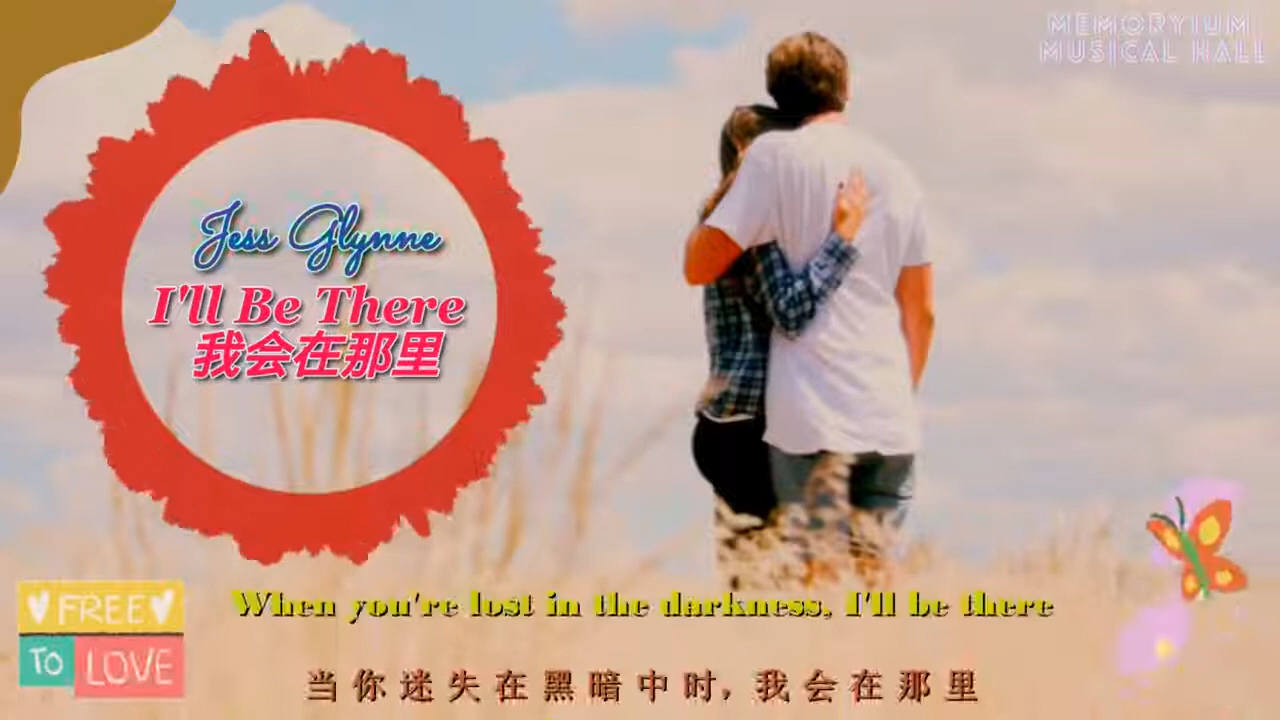 MEMORYIUM
MUSICAL HALL
Jess Glynne
I'll Be There
我会在那里
FREE
TO LOVE
When you're lost in the darkness, I'll be there
当你迷失在黑暗中时, 我会在那里